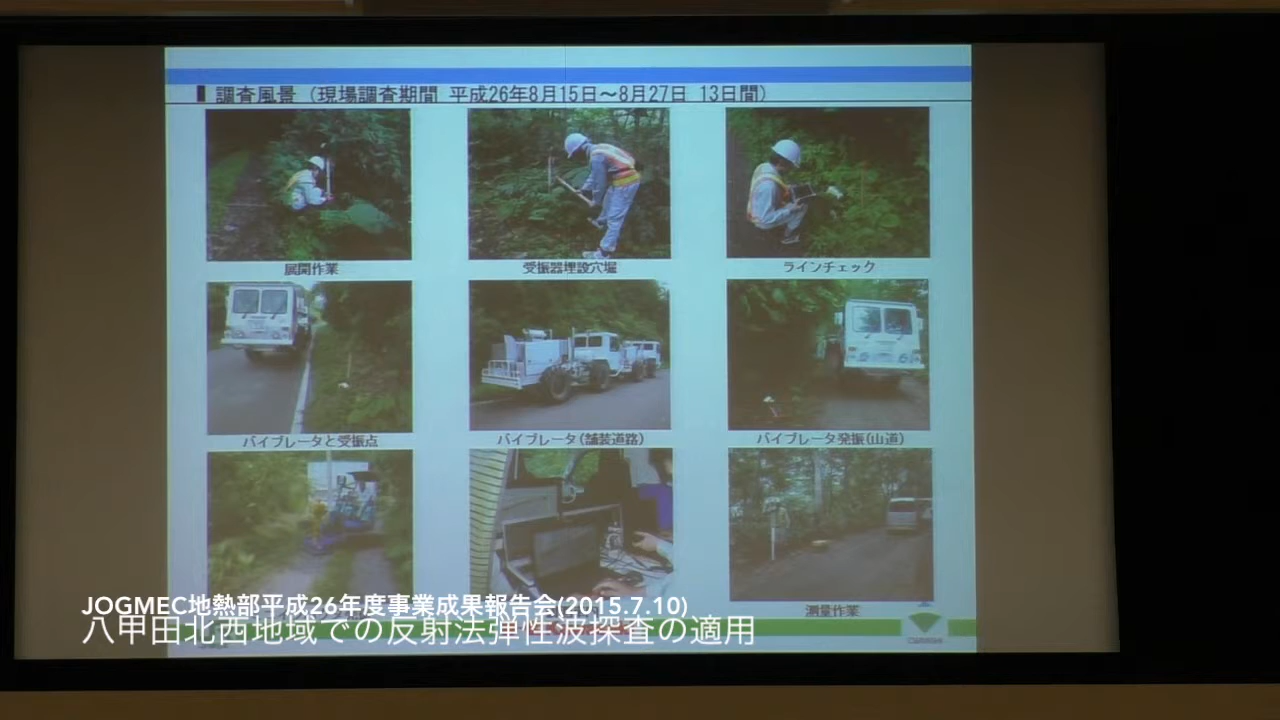 調査風景（現場調査期間 平成26年8月15日～8月27日 13日間）
展開作業
受振器埋設穴堀
ラインチェック
バイブレータと受振点
バイブレータ（舗装道路）
バイブレータ発振（山道）
測量作業
JOGMEC地熱部平成26年度事業成果報告会(2015.7.10)
八甲田北西地域での反射法弾性波探査の適用